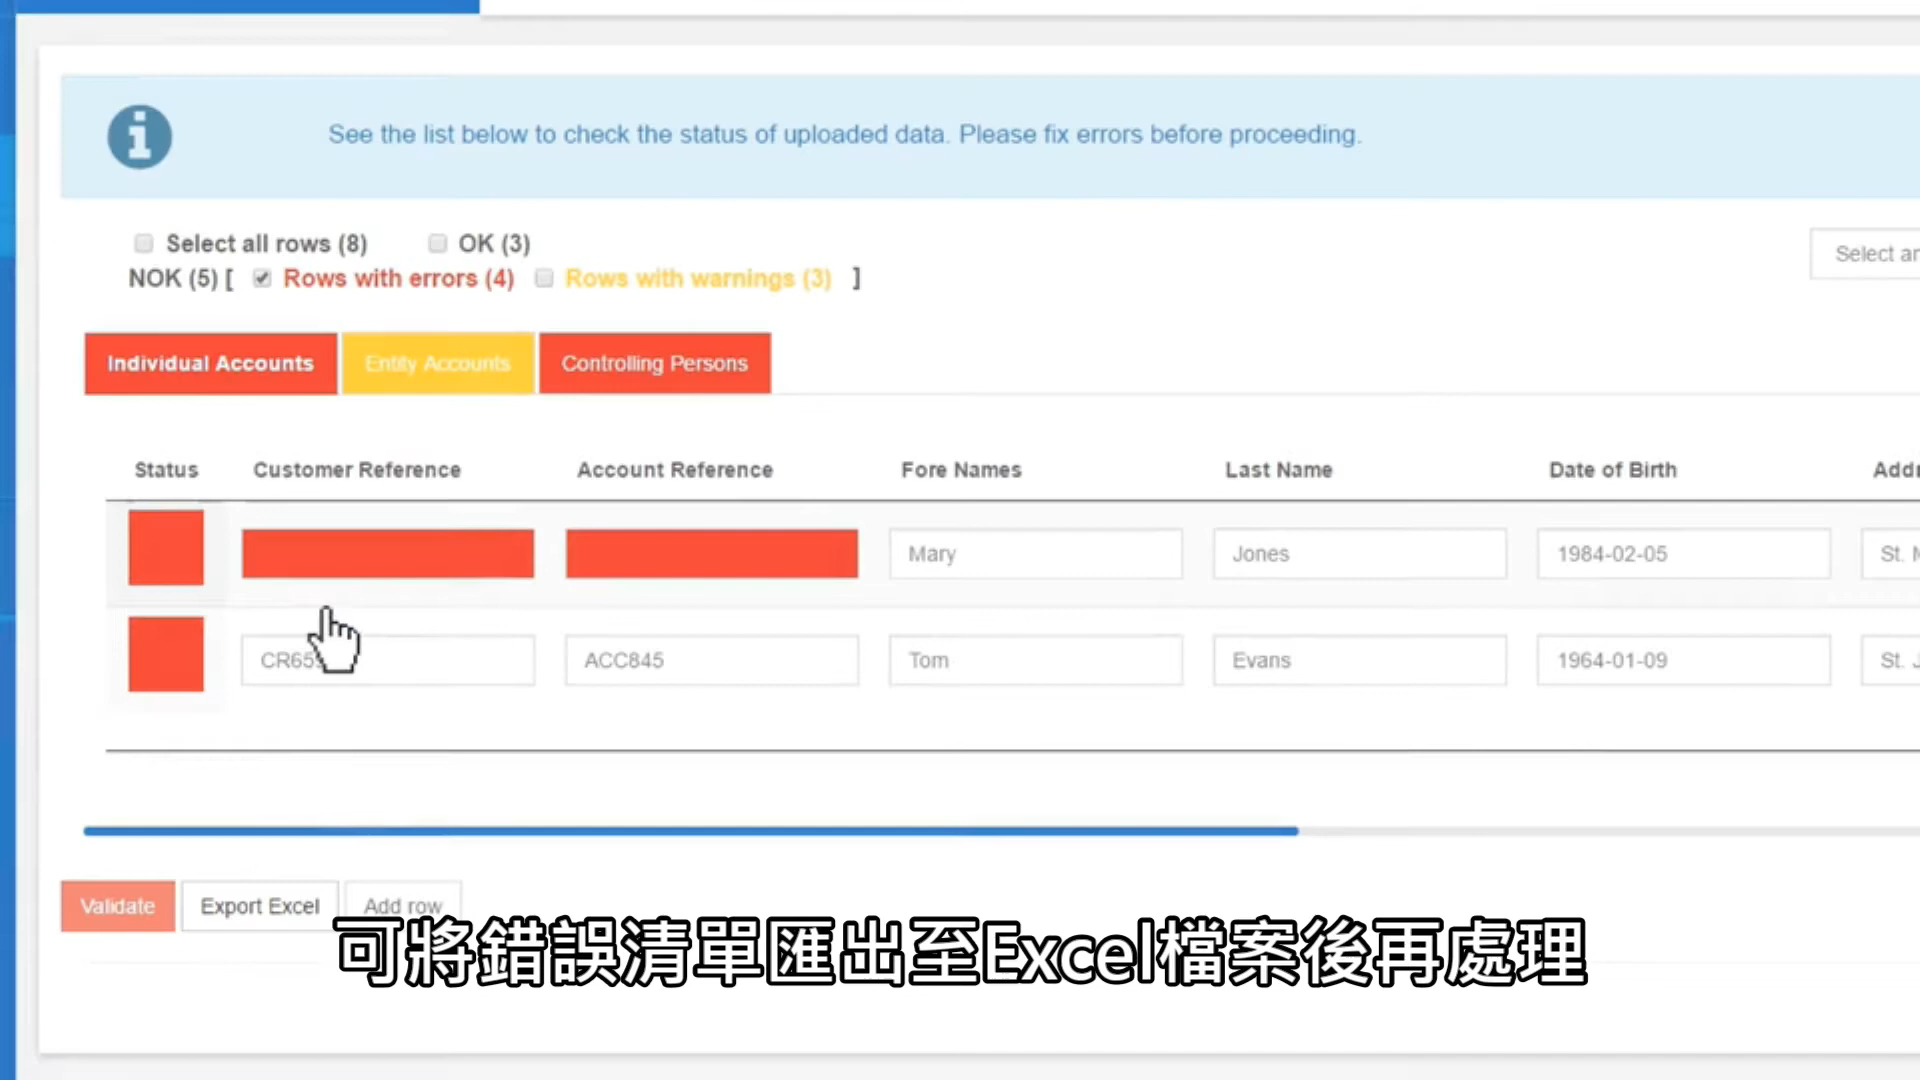 See the list below to check the status of uploaded data. Please fix errors before proceeding.
Select all rows (8) OK (3)
NOK (5) [ Rows with errors (4) Rows with warnings (3) ]
Select
Individual Accounts Entity Accounts Controlling Persons
Status Customer Reference Account Reference Fore Names Last Name Date of Birth
Mary Jones 1984-02-05 St.
ACC845 Tom Evans 1964-01-09 St.
Validate Export Excel Add row
可將錯誤清單匯出至Excel檔案後再處理